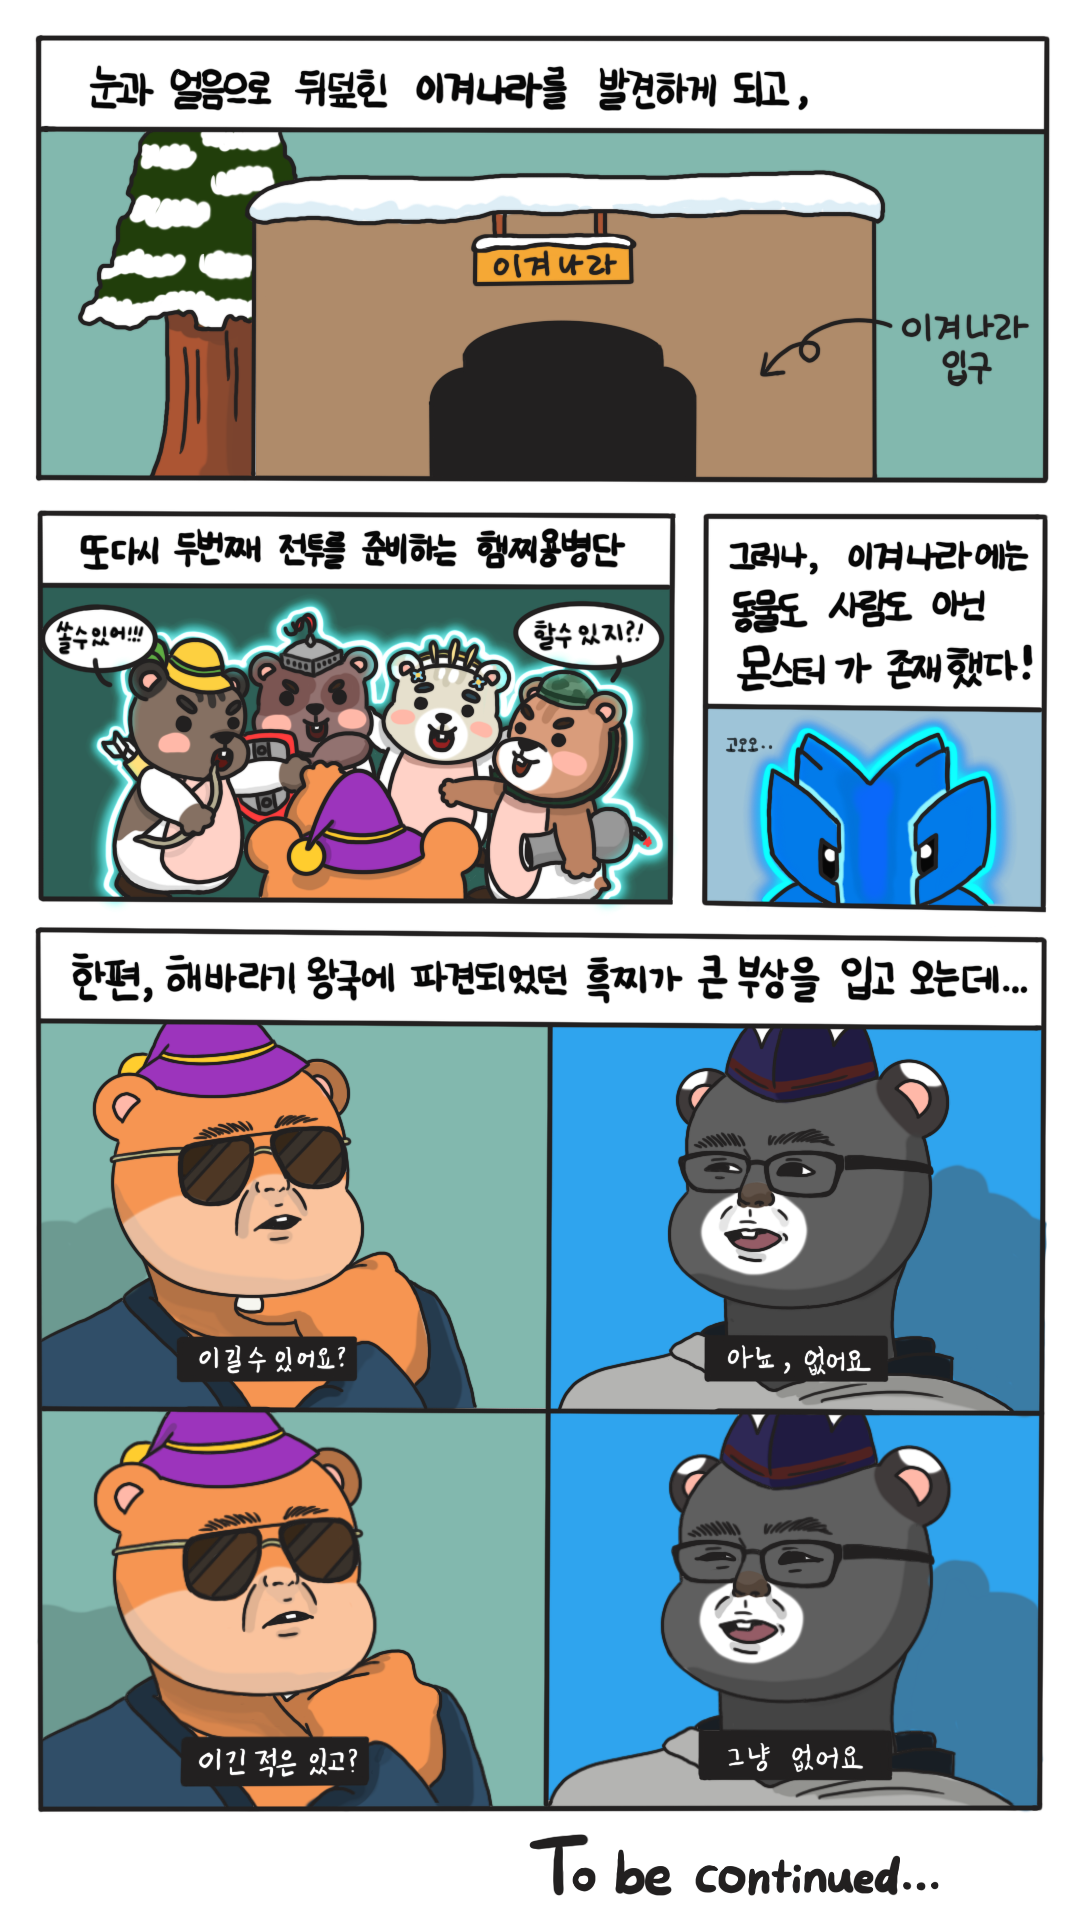 눈과 얼음으로 뒤덮힌 이겨나라를 발견하게 되고,
이겨나라
이겨나라
입구
또다시 두번째 전투를 준비하는 햄찌용병단
쏠수있어!!!
할수있지?!
그러나, 이겨나라에는
동물도 사람도 아닌
몬스터가 존재했다!
고오오..
한편, 해바라기 왕국에 파견되었던 흑찌가 큰 부상을 입고 오는데...
이길수 있어요?
아뇨, 없어요
이긴 적은 있고?
그냥 없어요
To be continued...